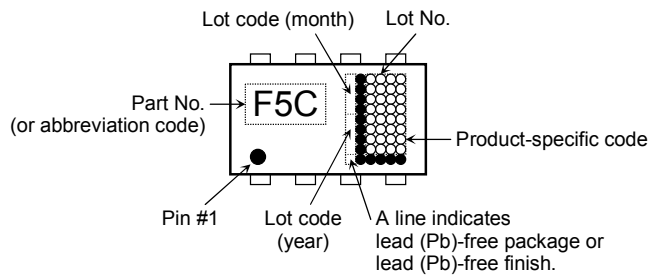 Lot code (month)
Lot No.
Part No.
(or abbreviation code)
F5C
Product-specific code
Pin #1
Lot code
(year)
A line indicates
lead (Pb)-free package or
lead (Pb)-free finish.